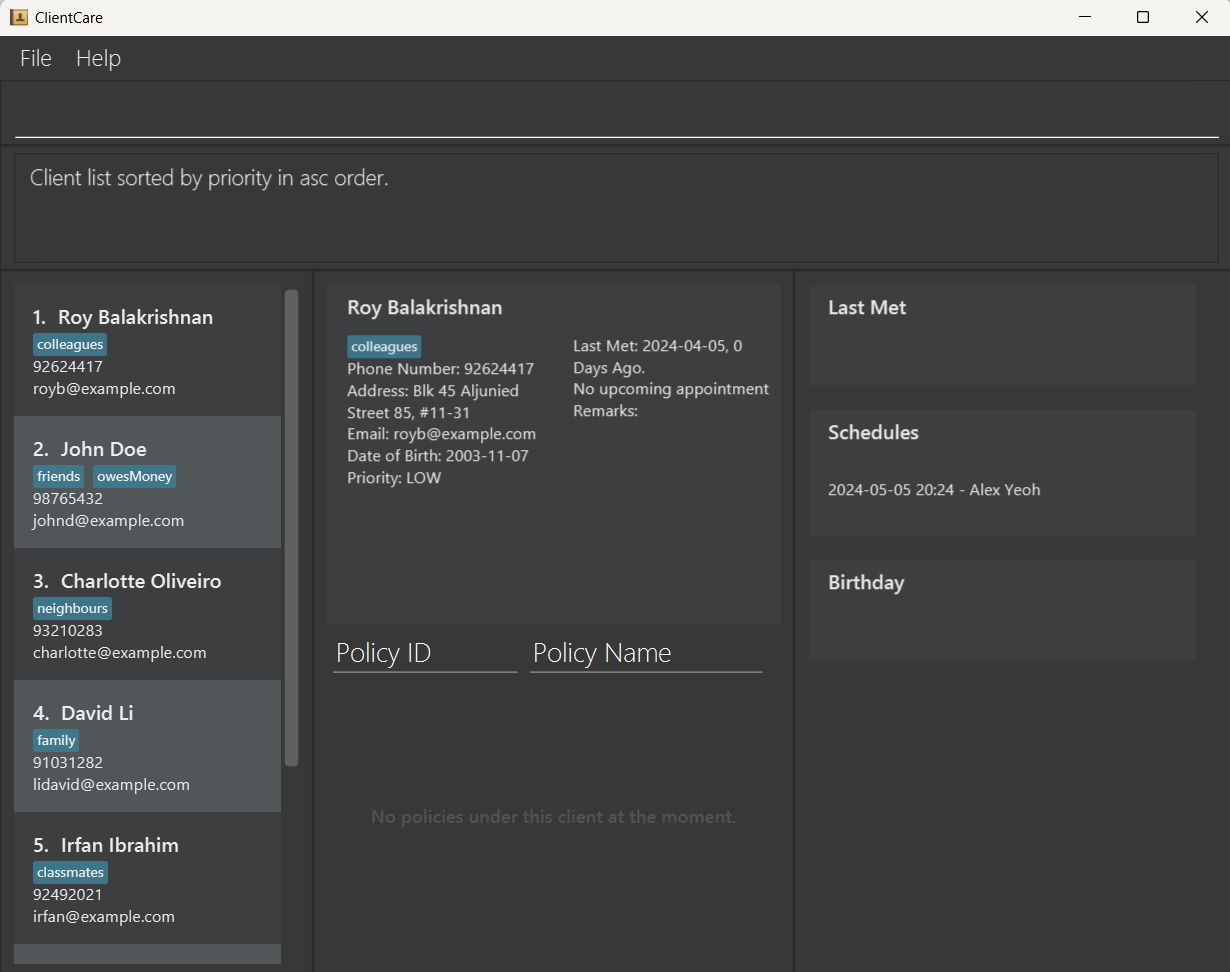 ClientCare
File Help
Client list sorted by priority in asc order.
1. Roy Balakrishnan
colleagues
92624417
royb@example.com
2. John Doe
friends owesMoney
98765432
johnd@example.com
3. Charlotte Oliveiro
neighbours
93210283
charlotte@example.com
4. David Li
family
91031282
lidavid@example.com
5. Irfan Ibrahim
classmates
92492021
irfan@example.com
Roy Balakrishnan
colleagues
Phone Number: 92624417
Address: Blk 45 Aljunied
Street 85, #11-31
Email: royb@example.com
Date of Birth: 2003-11-07
Priority: LOW
Last Met: 2024-04-05, 0
Days Ago.
No upcoming appointment
Remarks:
Policy ID Policy Name
No policies under this client at the moment.
Last Met
Schedules
2024-05-05 20:24 - Alex Yeoh
Birthday